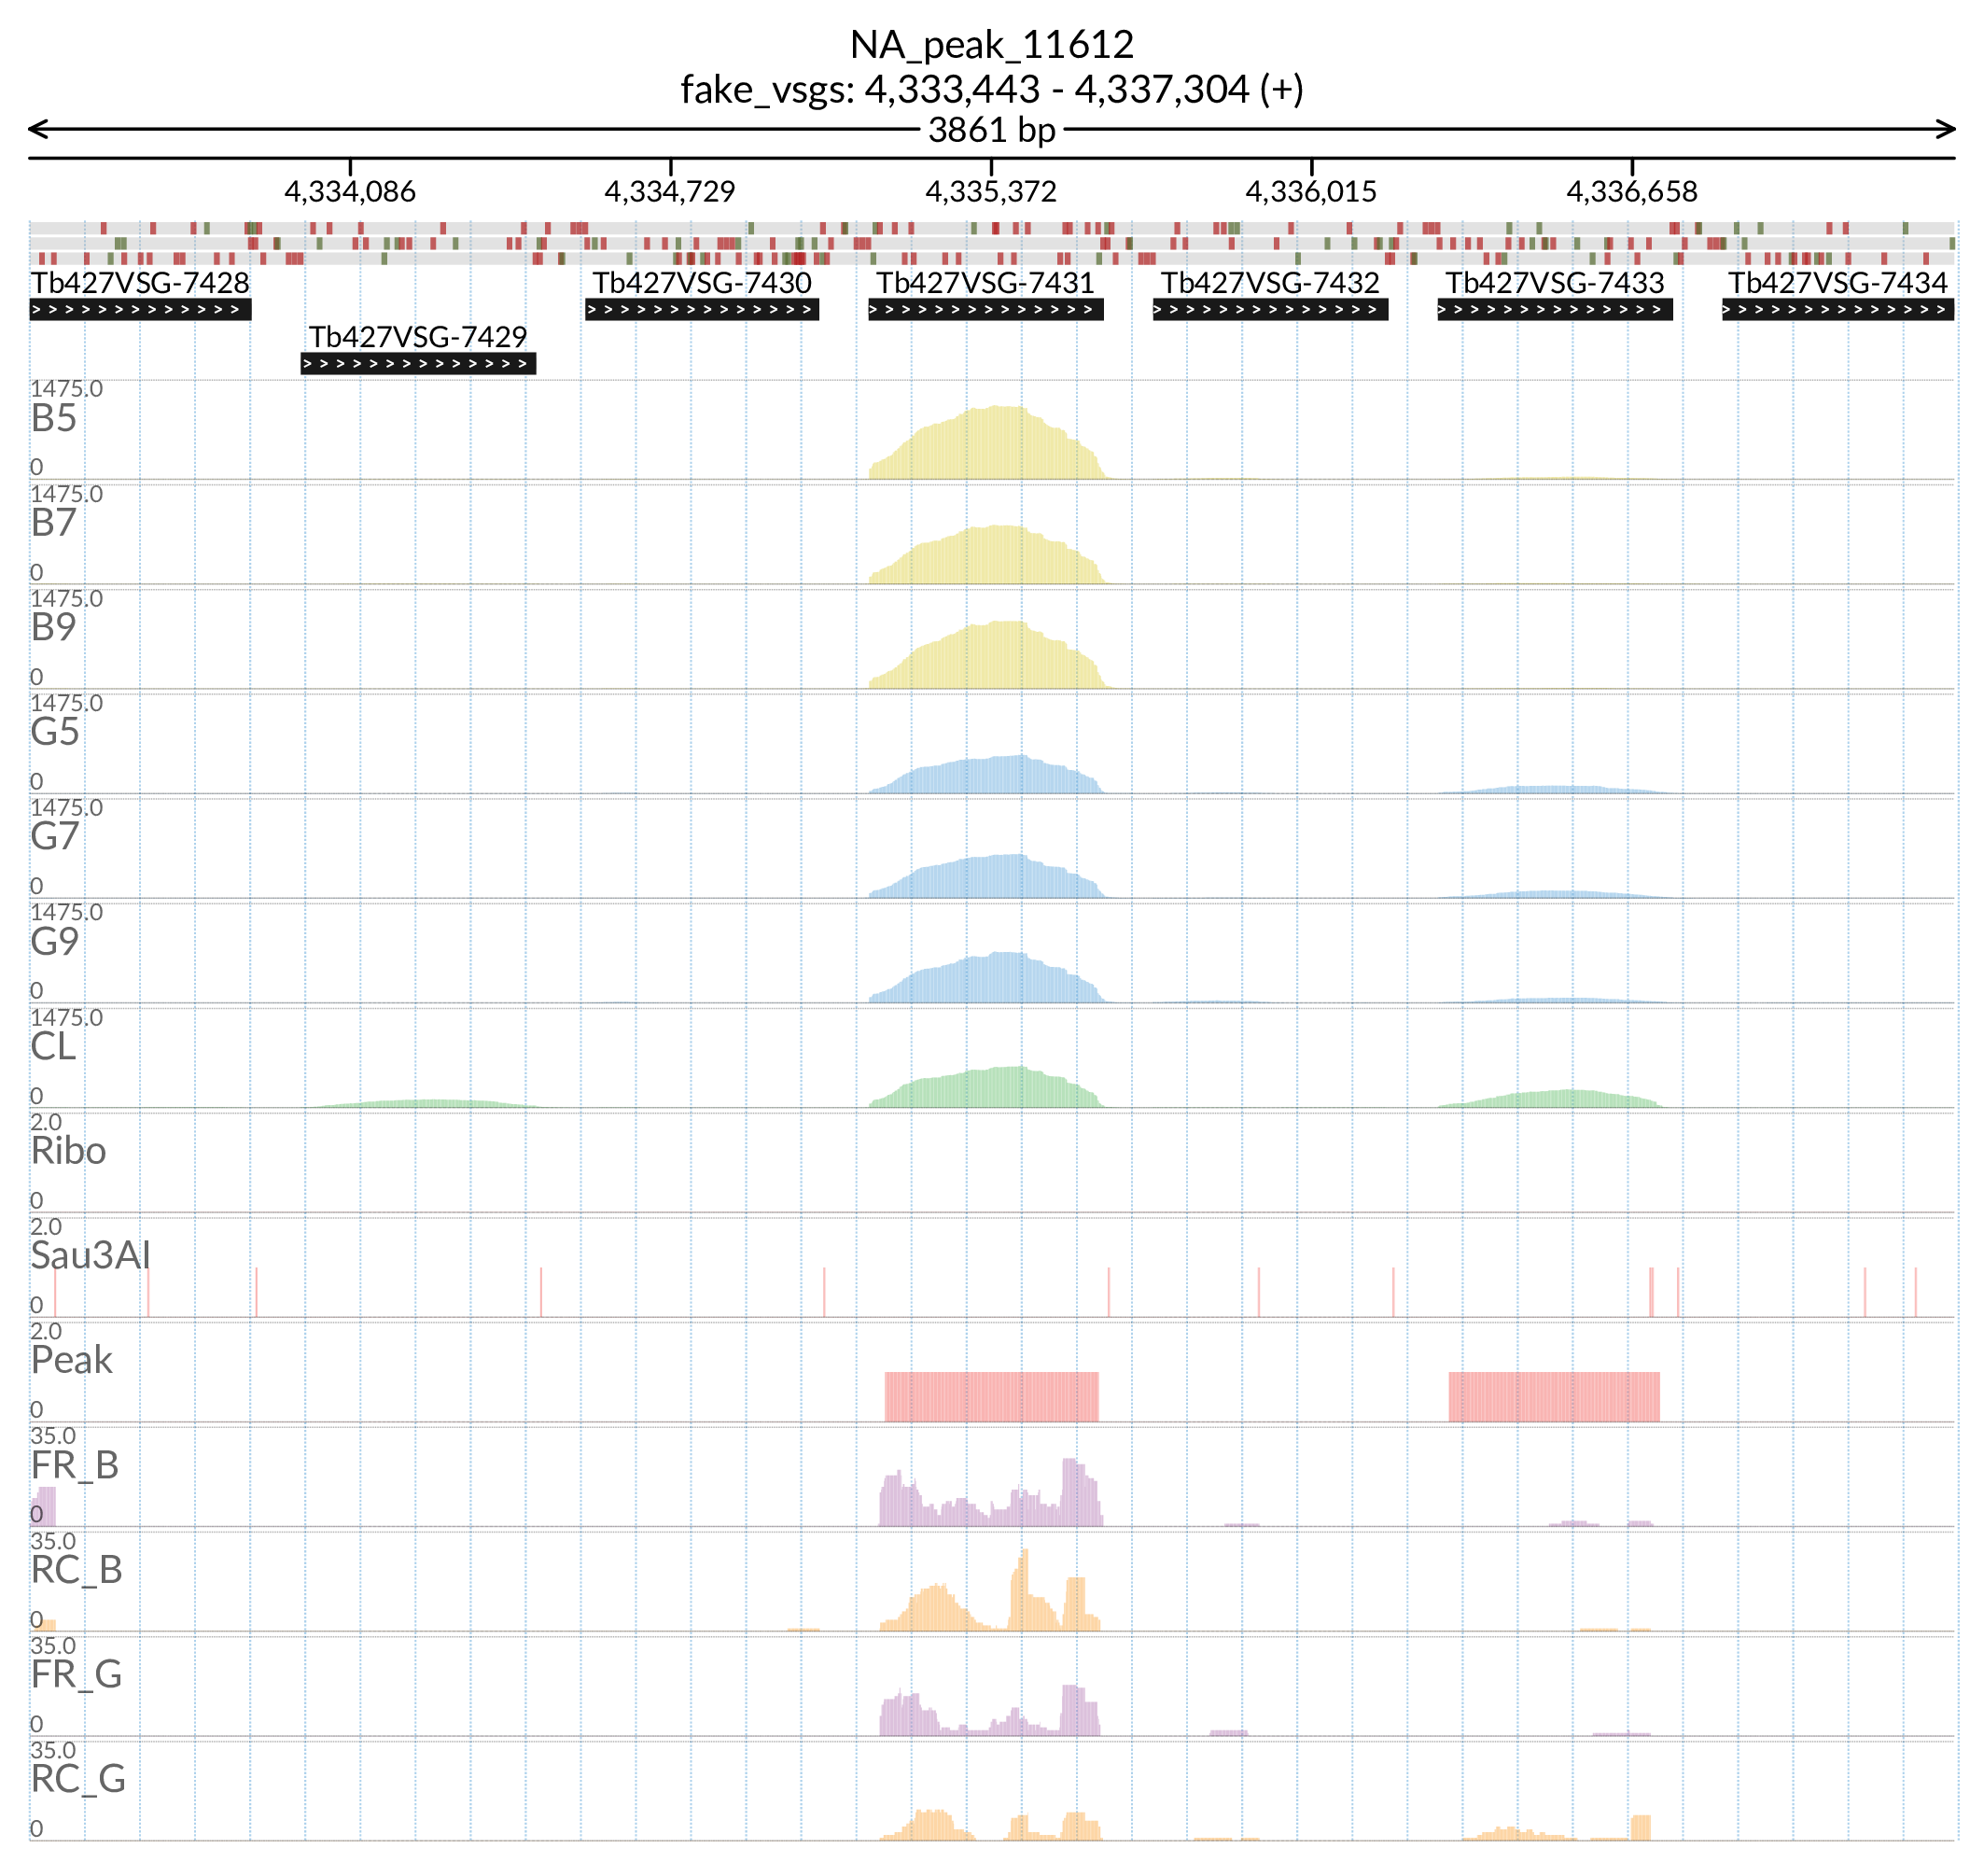 NA_peak_11612
fake_vsgs: 4,333,443 - 4,337,304 (+)
3861 bp
4,334,086 4,334,729 4,335,372 4,336,015 4,336,658
Tb427VSG-7428 Tb427VSG-7430 Tb427VSG-7431 Tb427VSG-7432 Tb427VSG-7433 Tb427VSG-7434
Tb427VSG-7429
1475.0
B5
0
1475.0
B7
0
1475.0
B9
0
1475.0
G5
0
1475.0
G7
0
1475.0
G9
0
1475.0
CL
0
2.0
Ribo
0
2.0
Sau3AI
0
2.0
Peak
0
35.0
FR_B
0
35.0
RC_B
0
35.0
FR_G
0
35.0
RC_G
0